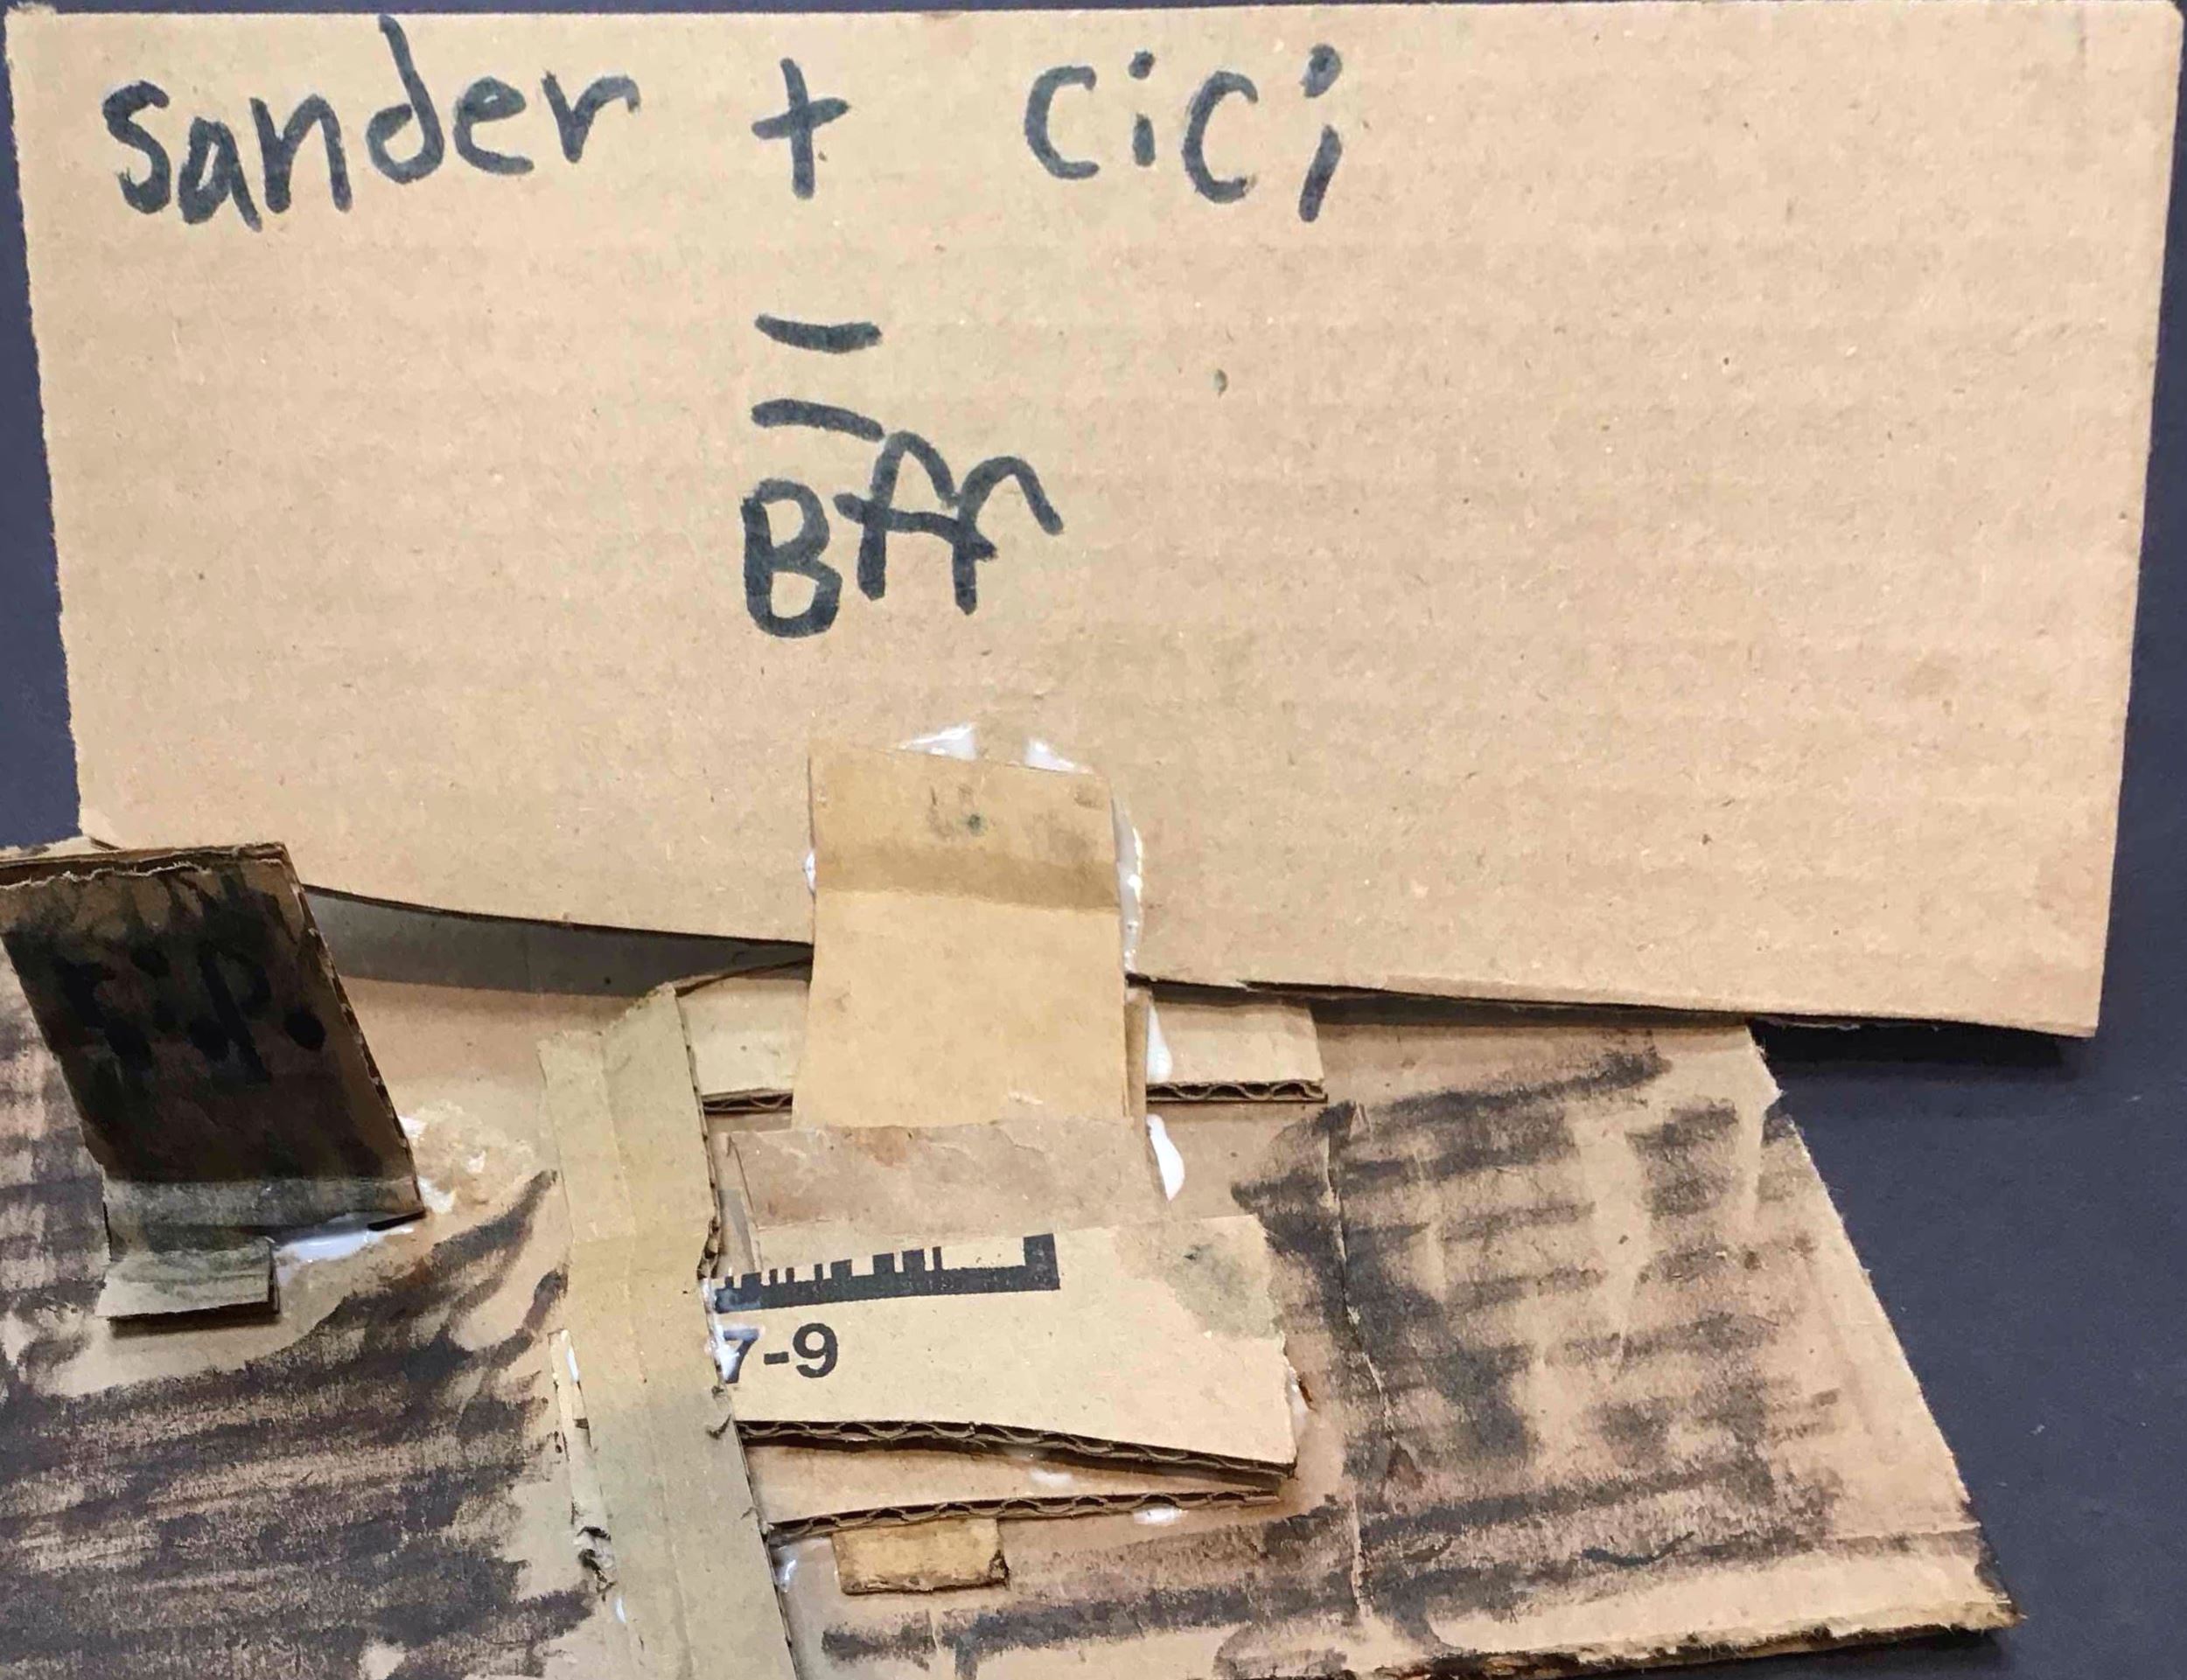 sander + cici
=
Bff
r.i.p.
7-9